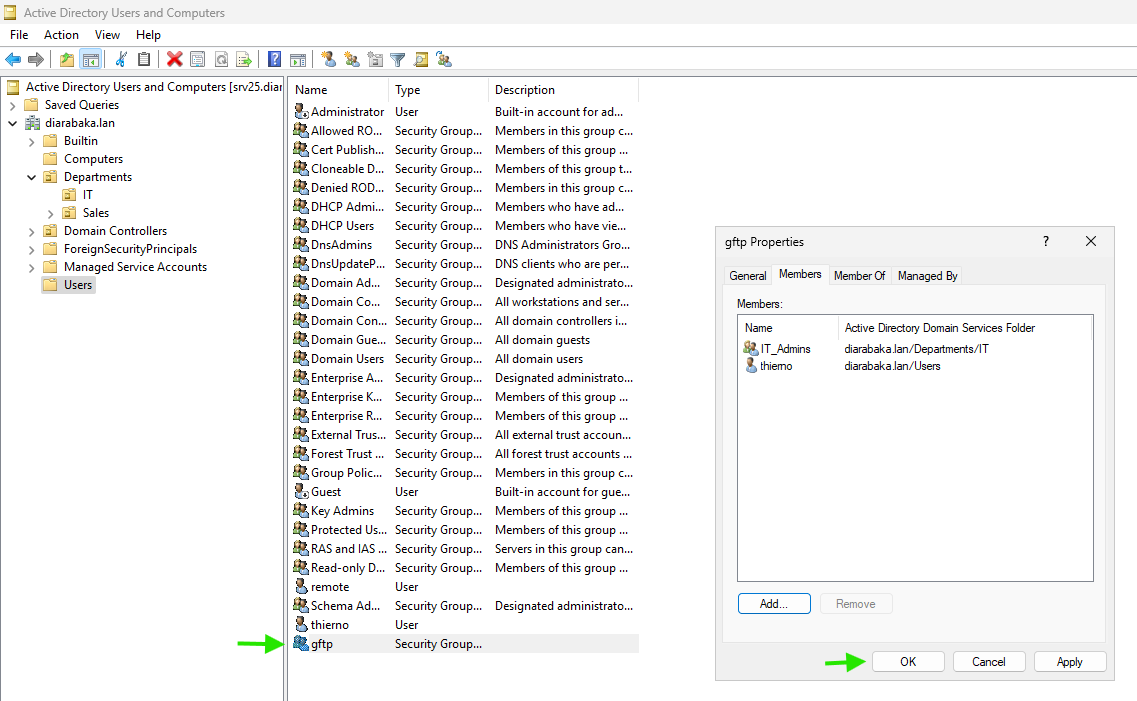 Active Directory Users and Computers
File Action View Help
Active Directory Users and Computers [srv25.diar
Saved Queries
diarabaka.lan
Builtin
Computers
Departments
IT
Sales
Domain Controllers
ForeignSecurityPrincipals
Managed Service Accounts
Users
Name Type Description
Administrator User Built-in account for ad...
Allowed RO... Security Group... Members in this group c...
Cert Publish... Security Group... Members of this group ...
Cloneable D... Security Group... Members of this group t...
Denied ROD... Security Group... Members in this group c...
DHCP Admi... Security Group... Members who have ad...
DHCP Users Security Group... Members who have vie...
DnsAdmins Security Group... DNS Administrators Gro...
DnsUpdateP... Security Group... DNS clients who are per...
Domain Ad... Security Group... Designated administrato...
Domain Co... Security Group... All workstations and ser...
Domain Con... Security Group... All domain controllers i...
Domain Gue... Security Group... All domain guests
Domain Users Security Group... All domain users
Enterprise A... Security Group... Designated administrato...
Enterprise K... Security Group... Members of this group ...
Enterprise R... Security Group... Members of this group ...
External Trus... Security Group... All external trust accoun...
Forest Trust ... Security Group... All forest trust accounts ...
Group Polic... Security Group... Members in this group c...
Guest User Built-in account for gue...
Key Admins Security Group... Members of this group ...
Protected Us... Security Group... Members of this group ...
RAS and IAS ... Security Group... Servers in this group can...
Read-only D... Security Group... Members of this group ...
remote User
Schema Ad... Security Group... Designated administrato...
thierno User
gftp Security Group...
gftp Properties
?
General Members Member Of Managed By
Members:
Name Active Directory Domain Services Folder
IT_Admins diarabaka.lan/Departments/IT
thierno diarabaka.lan/Users
Add... Remove
OK Cancel Apply